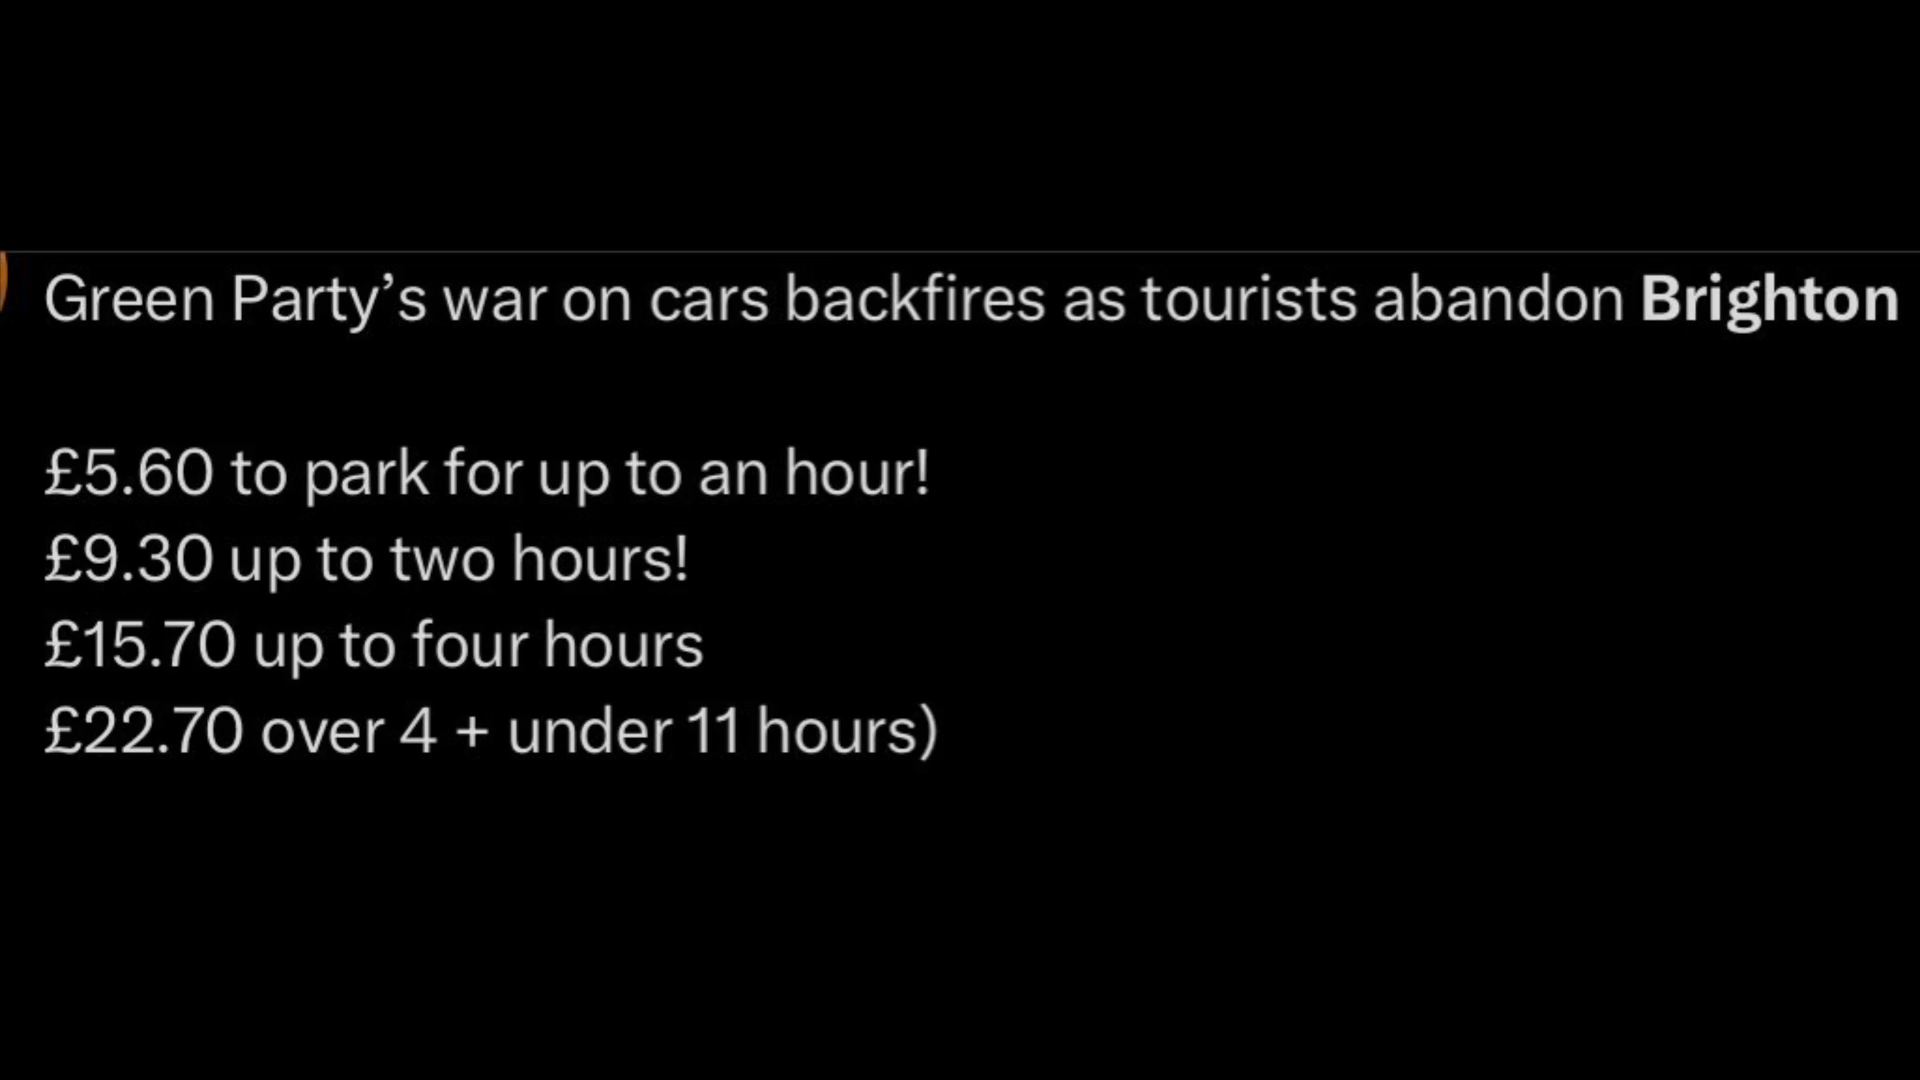 Green Party’s war on cars backfires as tourists abandon Brighton
£5.60 to park for up to an hour!
£9.30 up to two hours!
£15.70 up to four hours
£22.70 over 4 + under 11 hours)